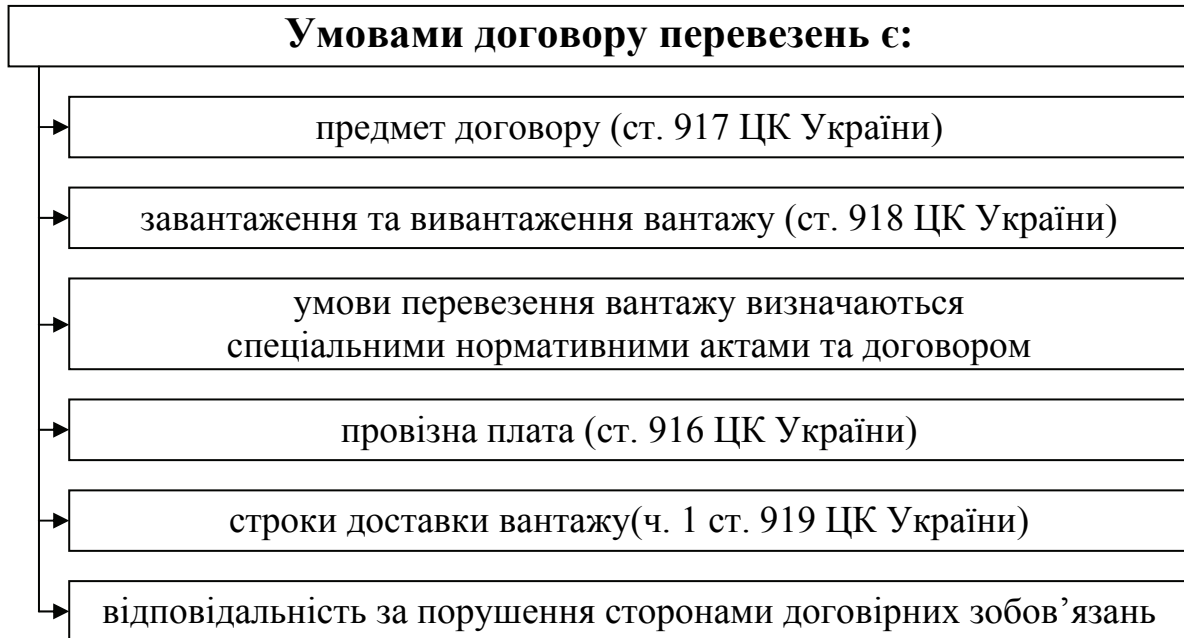 Умовами договору перевезень є:
предмет договору (ст. 917 ЦК України)
завантаження та вивантаження вантажу (ст. 918 ЦК України)
умови перевезення вантажу визначаються
спеціальними нормативними актами та договором
провізна плата (ст. 916 ЦК України)
строки доставки вантажу(ч. 1 ст. 919 ЦК України)
відповідальність за порушення сторонами договірних зобов’язань